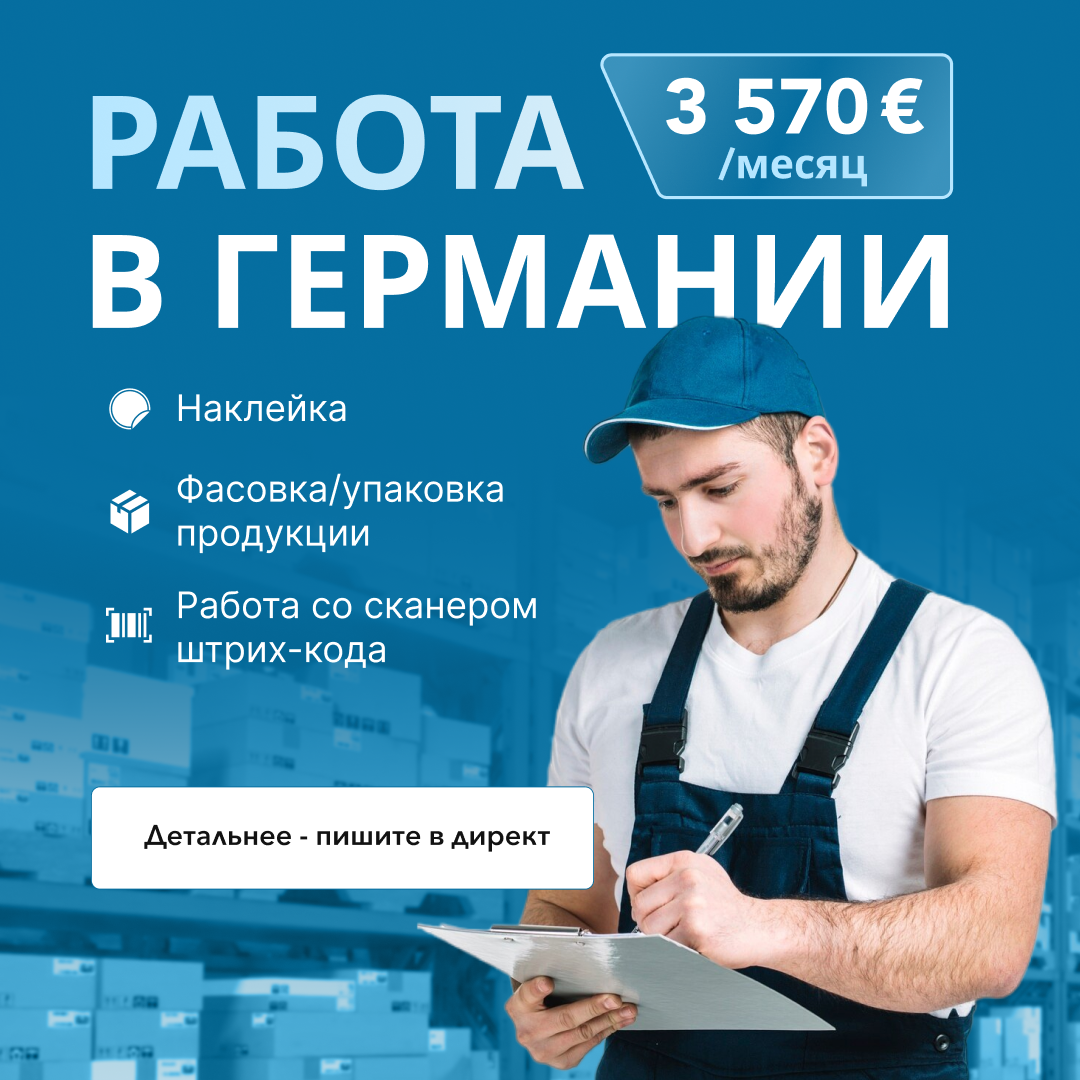 РАБОТА
3 570 €
/месяц
В ГЕРМАНИИ
Наклейка
Фасовка/упаковка
продукции
Работа со сканером
штрих-кода
Детальнее - пишите в директ